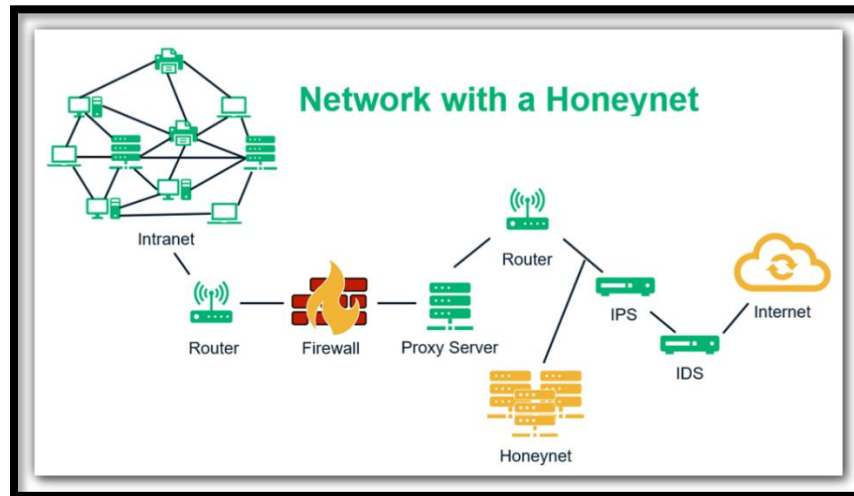 Network with a Honeynet
Intranet
Router
Firewall
Proxy Server
Router
Honeynet
IPS
IDS
Internet